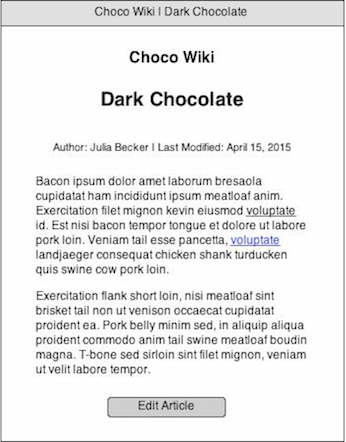 Choco Wiki | Dark Chocolate
Choco Wiki
Dark Chocolate
Author: Julia Becker | Last Modified: April 15, 2015
Bacon ipsum dolor amet laborum bresaola
cupidatat ham incididunt ipsum meatloaf anim.
Exercitation filet mignon kevin eiusmod voluptate
id. Est nisi bacon tempor tongue et dolore ut labore
pork loin. Veniam tail esse pancetta, voluptate
landjaeger consequat chicken shank turducken
quis swine cow pork loin.
Exercitation flank short loin, nisi meatloaf sint
brisket tail non ut venison occaecat cupidatat
proident ea. Pork belly minim sed, in aliquip aliqua
proident commodo anim tail swine meatloaf boudin
magna. T-bone sed sirloin sint filet mignon, veniam
ut velit labore tempor.
Edit Article